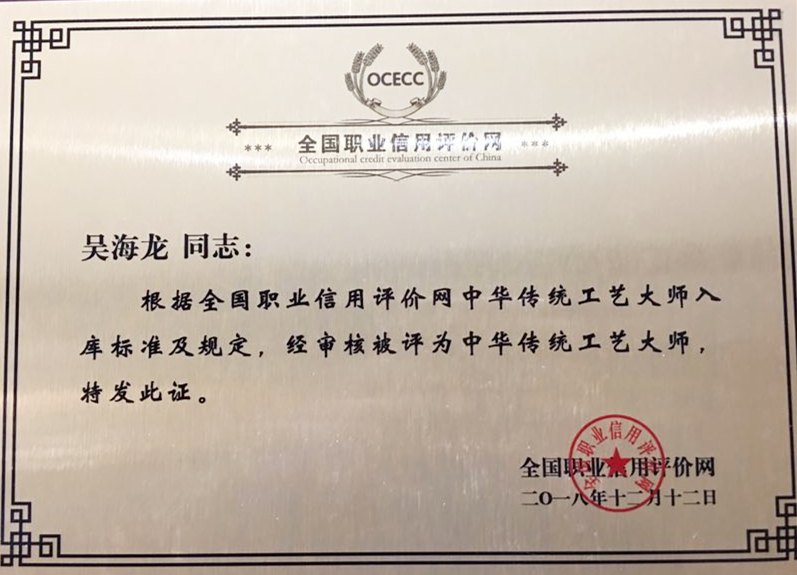 OCECC
*** 全国职业信用评价网 ***
Occupational credit evaluation center of China
吴海龙 同志：
根据全国职业信用评价网中华传统工艺大师入
库标准及规定，经审核被评为中华传统工艺大师，
特发此证。
全国职业信用评价网
二〇一八年十二月十二日